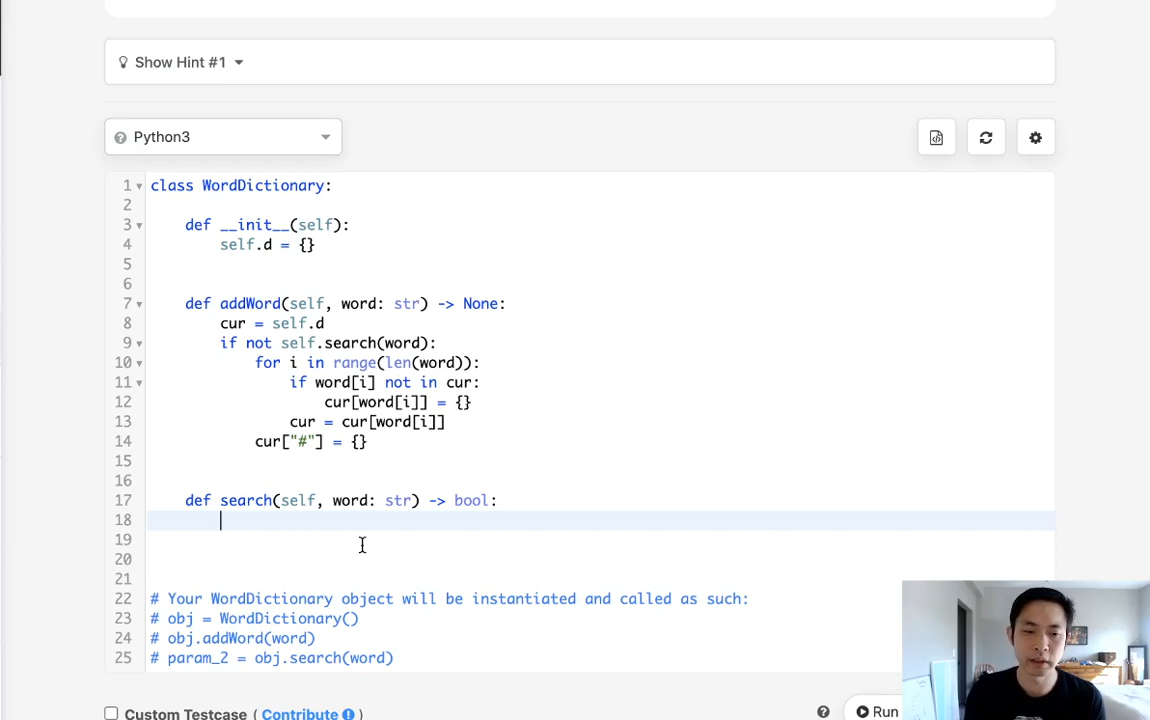 Show Hint #1
Python3
1 class WordDictionary:
2
3     def __init__(self):
4         self.d = {}
5
6
7     def addWord(self, word: str) -> None:
8         cur = self.d
9         if not self.search(word):
10             for i in range(len(word)):
11                 if word[i] not in cur:
12                     cur[word[i]] = {}
13                 cur = cur[word[i]]
14             cur["#"] = {}
15
16
17     def search(self, word: str) -> bool:
18
19
20
21
22 # Your WordDictionary object will be instantiated and called as such:
23 # obj = WordDictionary()
24 # obj.addWord(word)
25 # param_2 = obj.search(word)
Custom Testcase ( Contribute ) Run